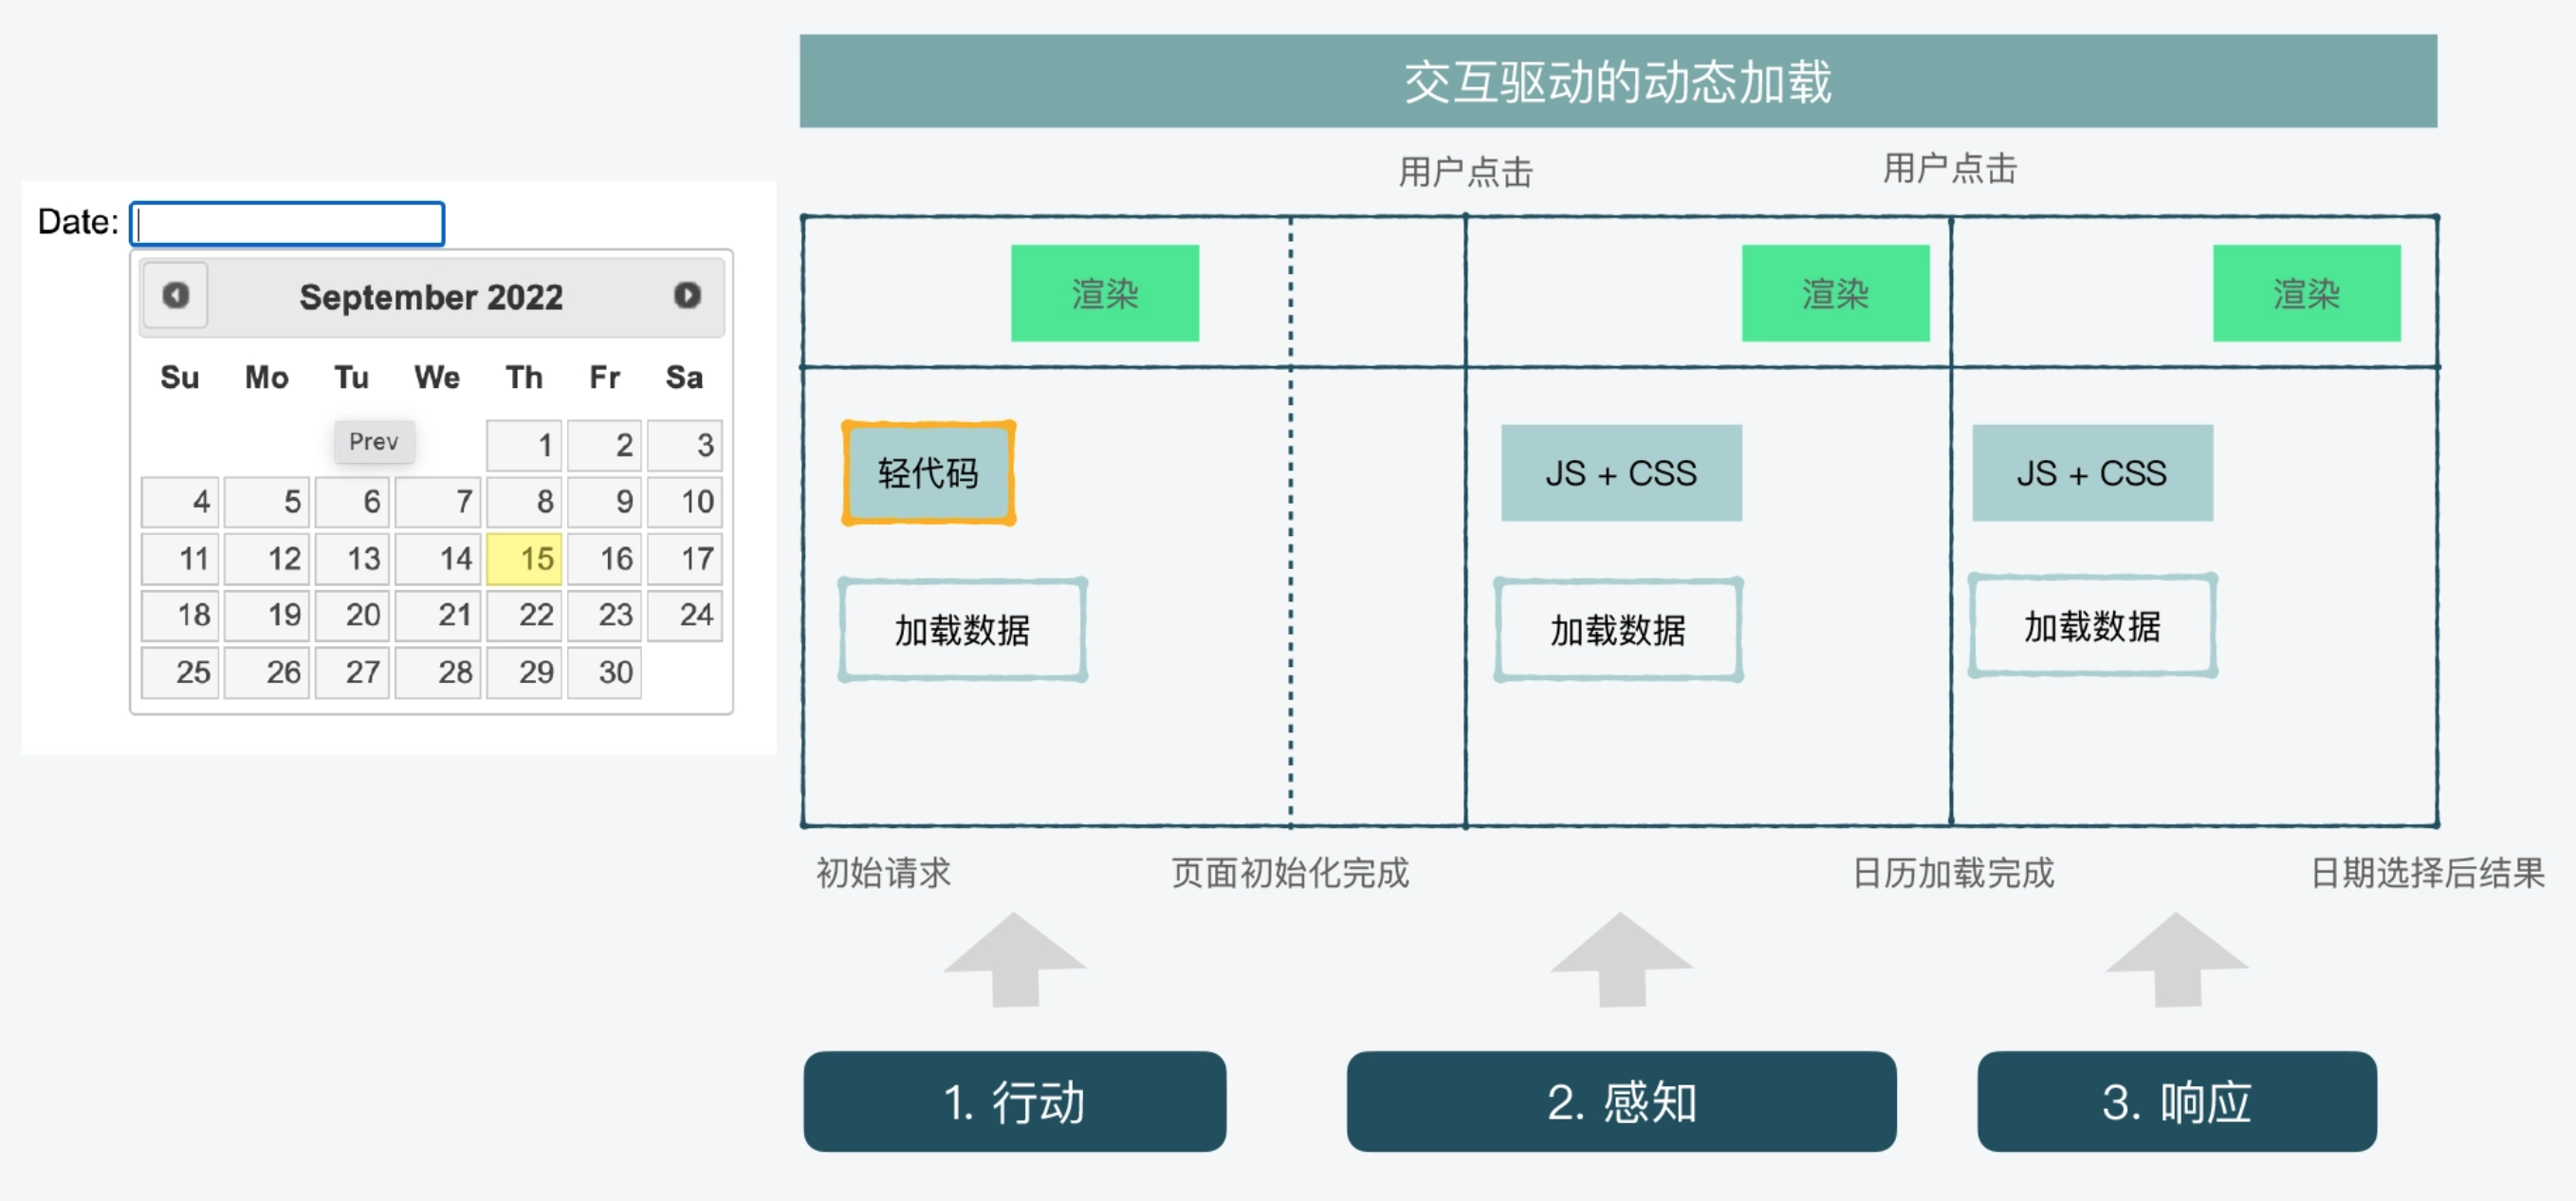 交互驱动的动态加载
用户点击 用户点击
Date:
September 2022
Su Mo Tu We Th Fr Sa
Prev 1 2 3
4 5 6 7 8 9 10
11 12 13 14 15 16 17
18 19 20 21 22 23 24
25 26 27 28 29 30
渲染 渲染 渲染
轻代码 JS + CSS JS + CSS
加载数据 加载数据 加载数据
初始请求 页面初始化完成 日历加载完成 日期选择后结果
1. 行动 2. 感知 3. 响应